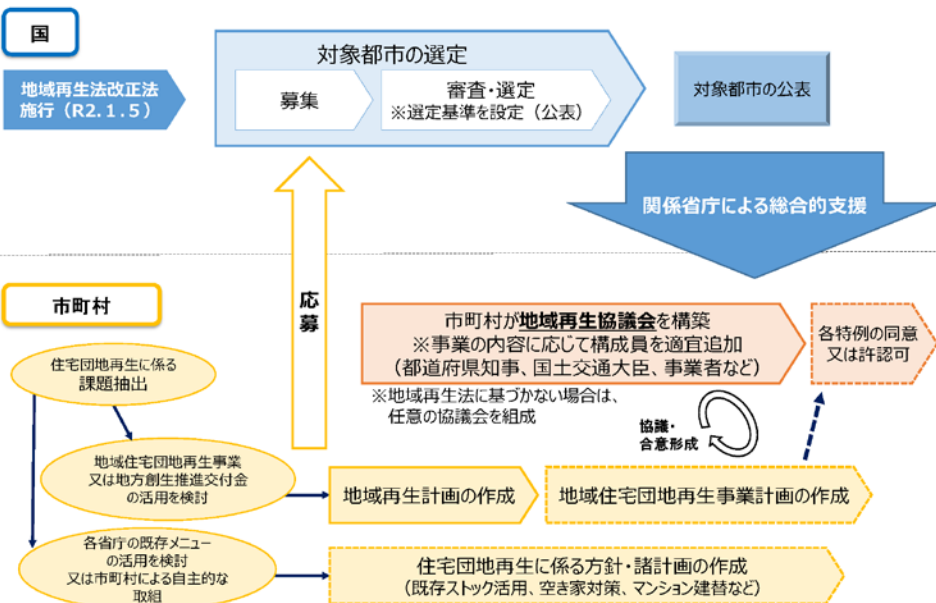 国
地域再生法改正法
施行（R2.1.5）
対象都市の選定
募集
審査・選定
※選定基準を設定（公表）
対象都市の公表
関係省庁による総合的支援
市町村
応募
住宅団地再生に係る
課題抽出
地域住宅団地再生事業
又は地方創生推進交付金
の活用を検討
各省庁の既存メニュー
の活用を検討
又は市町村による自主的な
取組
市町村が地域再生協議会を構築
※事業の内容に応じて構成員を適宜追加
（都道府県知事、国土交通大臣、事業者など）
※地域再生法に基づかない場合は、
任意の協議会を組成
協議・
合意形成
各特例の同意
又は許認可
地域再生計画の作成
地域住宅団地再生事業計画の作成
住宅団地再生に係る方針・諸計画の作成
（既存ストック活用、空き家対策、マンション建替など）